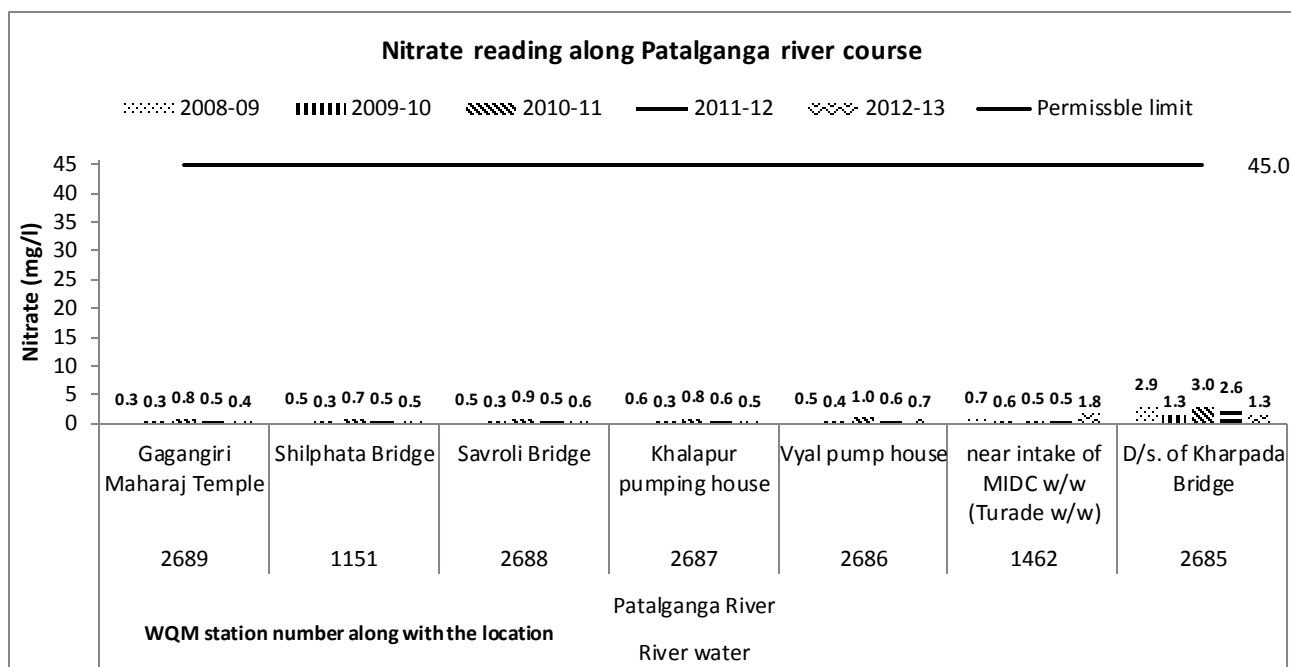 Nitrate reading along Patalganga river course
2008-09 2009-10 2010-11 2011-12 2012-13 Permissble limit
Nitrate (mg/l)
45
40
35
30
25
20
15
10
5
0
45.0
0.3 0.3 0.8 0.5 0.4
0.5 0.3 0.7 0.5 0.5
0.5 0.3 0.9 0.5 0.6
0.6 0.3 0.8 0.6 0.5
0.5 0.4 1.0 0.6 0.7
0.7 0.6 0.5 0.5 1.8
2.9 1.3 3.0 2.6 1.3
Gagangiri
Maharaj Temple
Shilphata Bridge
Savroli Bridge
Khalapur
pumping house
Vyal pump house
near intake of
MIDC w/w
(Turade w/w)
D/s. of Kharpada
Bridge
2689 1151 2688 2687 2686 1462 2685
Patalganga River
WQM station number along with the location
River water